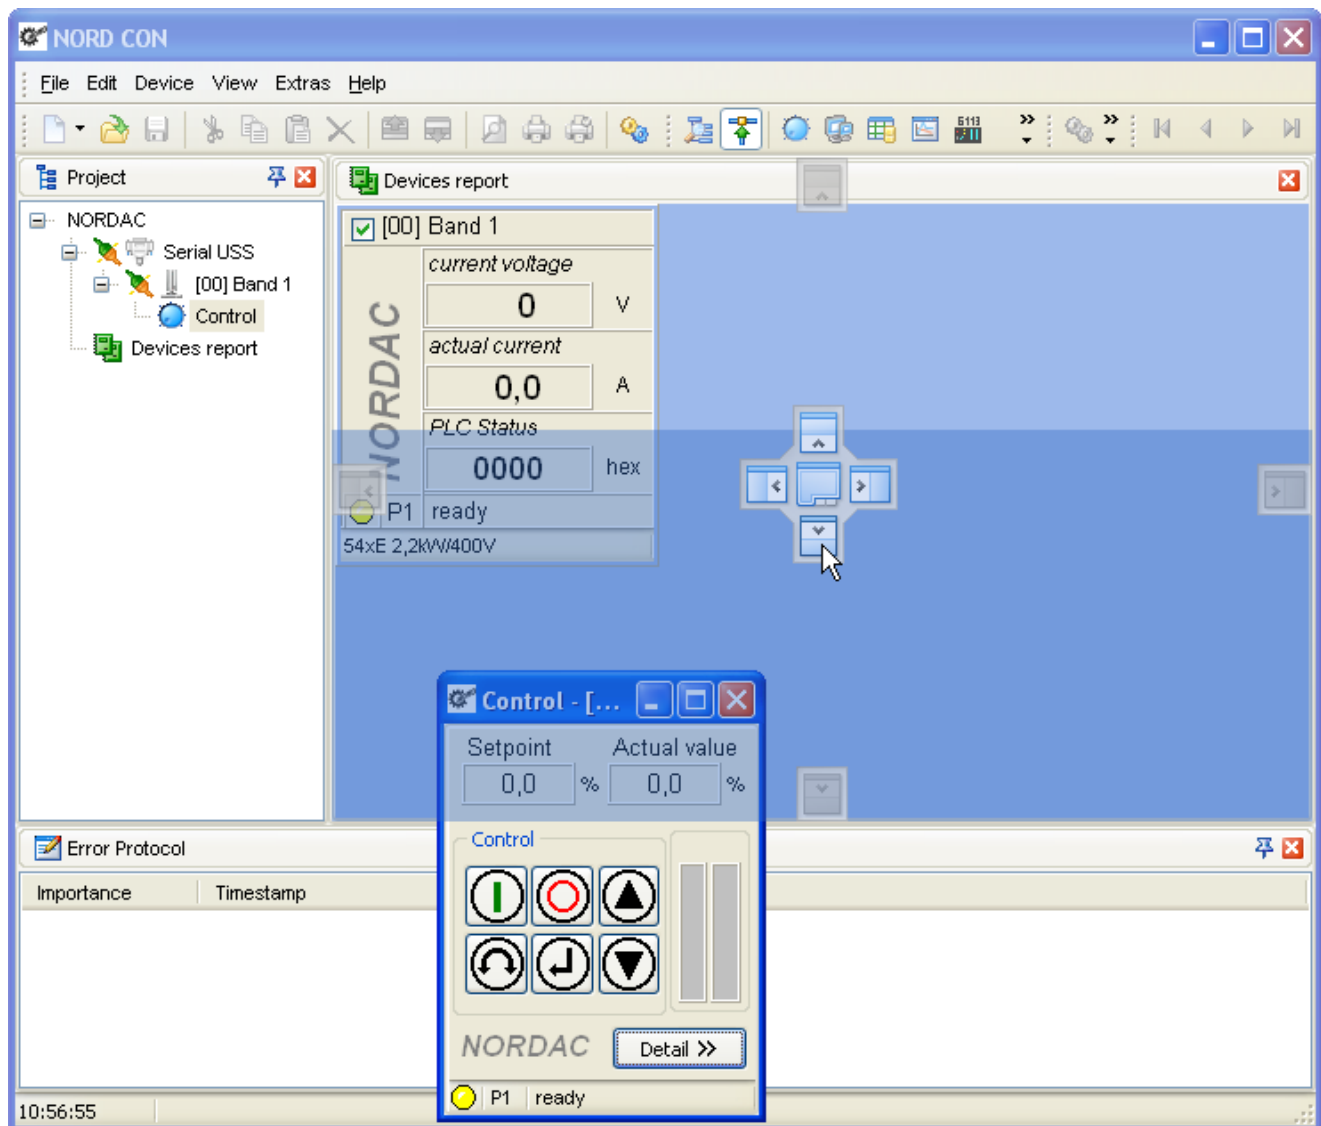 NORD CON
File Edit Device View Extras Help
6113
Project
Devices report
NORDAC
Serial USS
[00] Band 1
Control
Devices report
[00] Band 1
NORDAC
current voltage
0 V
actual current
0,0 A
PLC Status
0000 hex
P1 ready
54xE 2,2kW/400V
Control - [...
Setpoint Actual value
0,0 % 0,0 %
Control
NORDAC
Detail >>
P1 ready
Error Protocol
Importance Timestamp
10:56:55